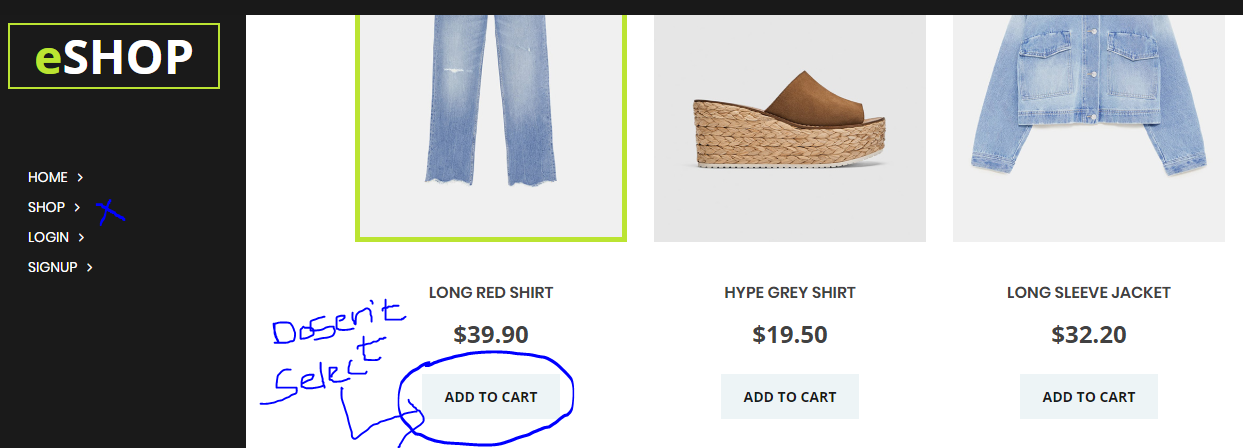 eSHOP
HOME >
SHOP >
LOGIN >
SIGNUP >
LONG RED SHIRT
$39.90
ADD TO CART
HYPE GREY SHIRT
$19.50
ADD TO CART
LONG SLEEVE JACKET
$32.20
ADD TO CART
Dosen't
Select